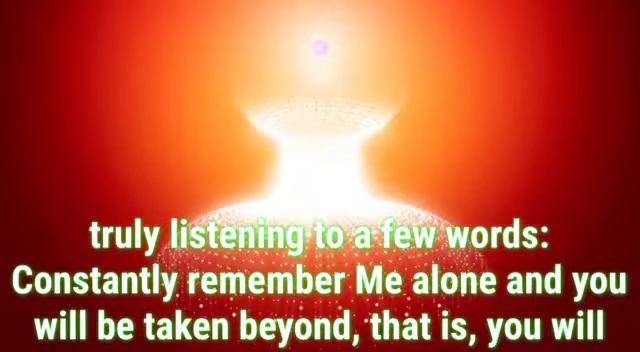 truly listening to a few words:
Constantly remember Me alone and you
will be taken beyond, that is, you will